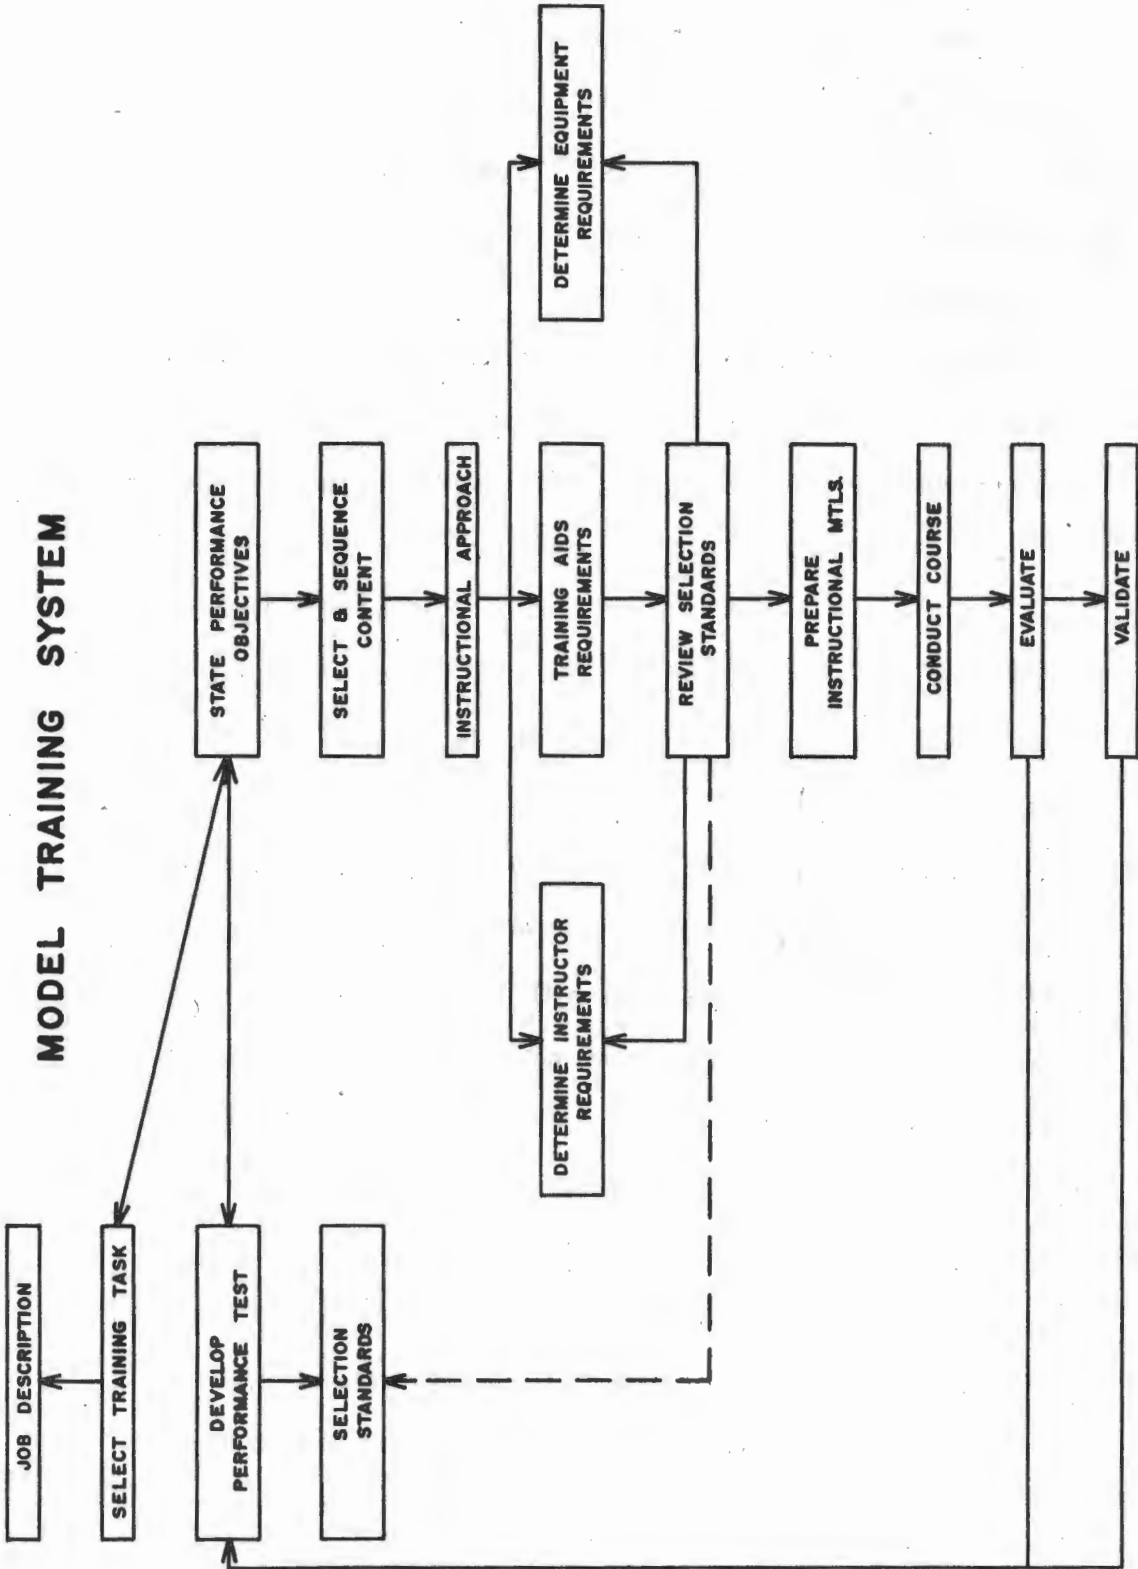 MODEL TRAINING SYSTEM
JOB DESCRIPTION
SELECT TRAINING TASK
DEVELOP
PERFORMANCE TEST
SELECTION
STANDARDS
STATE PERFORMANCE
OBJECTIVES
SELECT & SEQUENCE
CONTENT
INSTRUCTIONAL APPROACH
DETERMINE INSTRUCTOR
REQUIREMENTS
TRAINING AIDS
REQUIREMENTS
DETERMINE EQUIPMENT
REQUIREMENTS
REVIEW SELECTION
STANDARDS
PREPARE
INSTRUCTIONAL MTLS.
CONDUCT COURSE
EVALUATE
VALIDATE